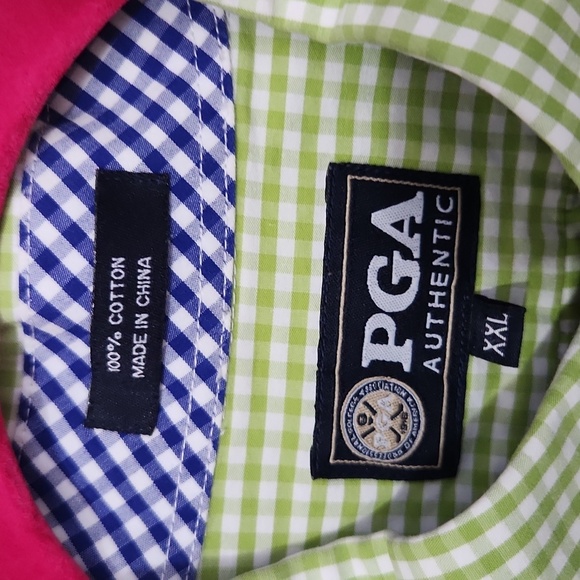 PGA
AUTHENTIC
XXL
100% COTTON
MADE IN CHINA